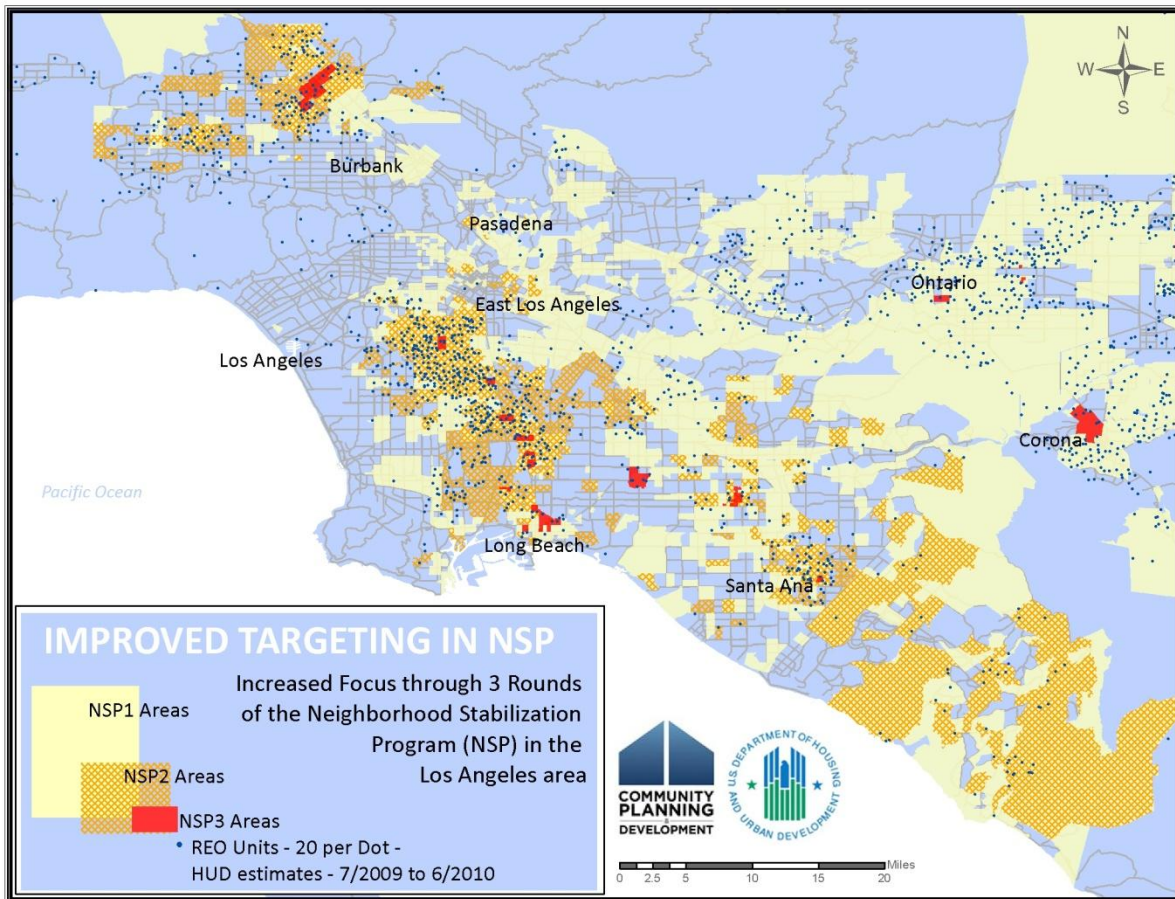 N
W E
S
Burbank
Pasadena
Ontario
East Los Angeles
Los Angeles
Corona
Pacific Ocean
Long Beach
Santa Ana
IMPROVED TARGETING IN NSP
Increased Focus through 3 Rounds
of the Neighborhood Stabilization
Program (NSP) in the
Los Angeles area
NSP1 Areas
NSP2 Areas
NSP3 Areas
• REO Units - 20 per Dot -
HUD estimates - 7/2009 to 6/2010
COMMUNITY
PLANNING
&
DEVELOPMENT
U.S. DEPARTMENT OF HOUSING
AND URBAN DEVELOPMENT
Miles
0 2.5 5 10 15 20